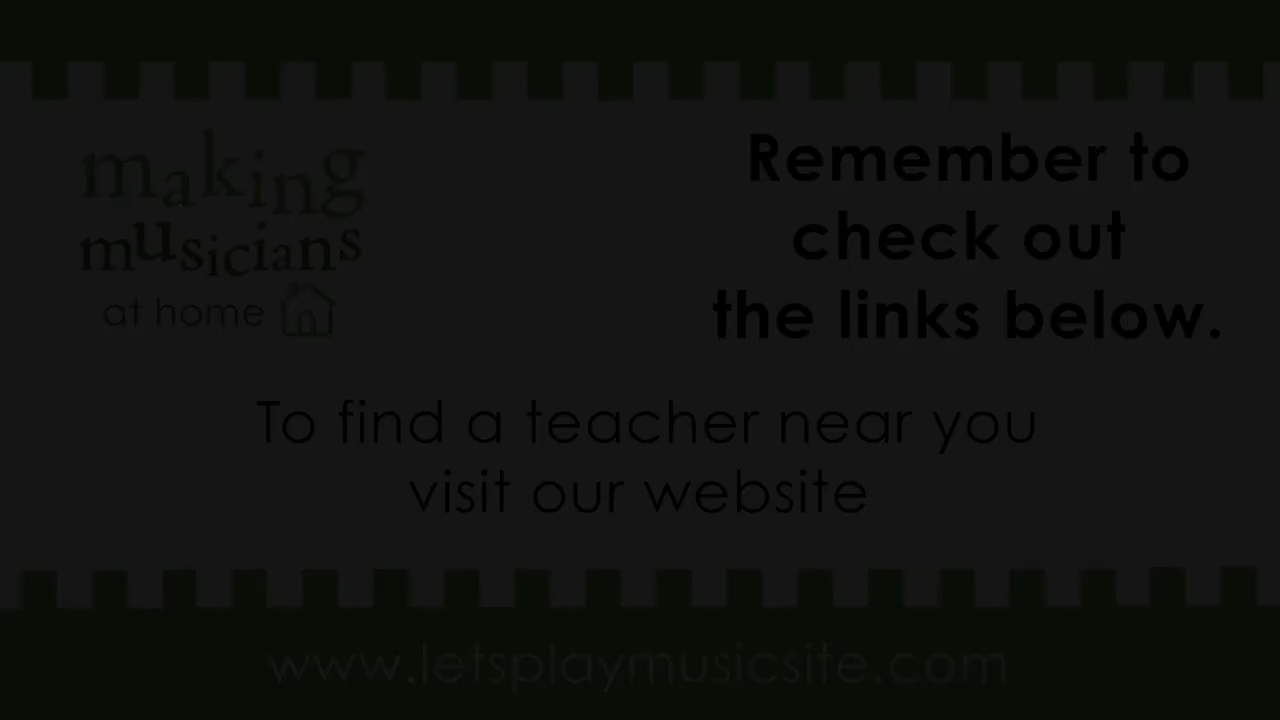 making
musicians
at home
Remember to
check out
the links below.
To find a teacher near you
visit our website
www.letsplaymusicsite.com